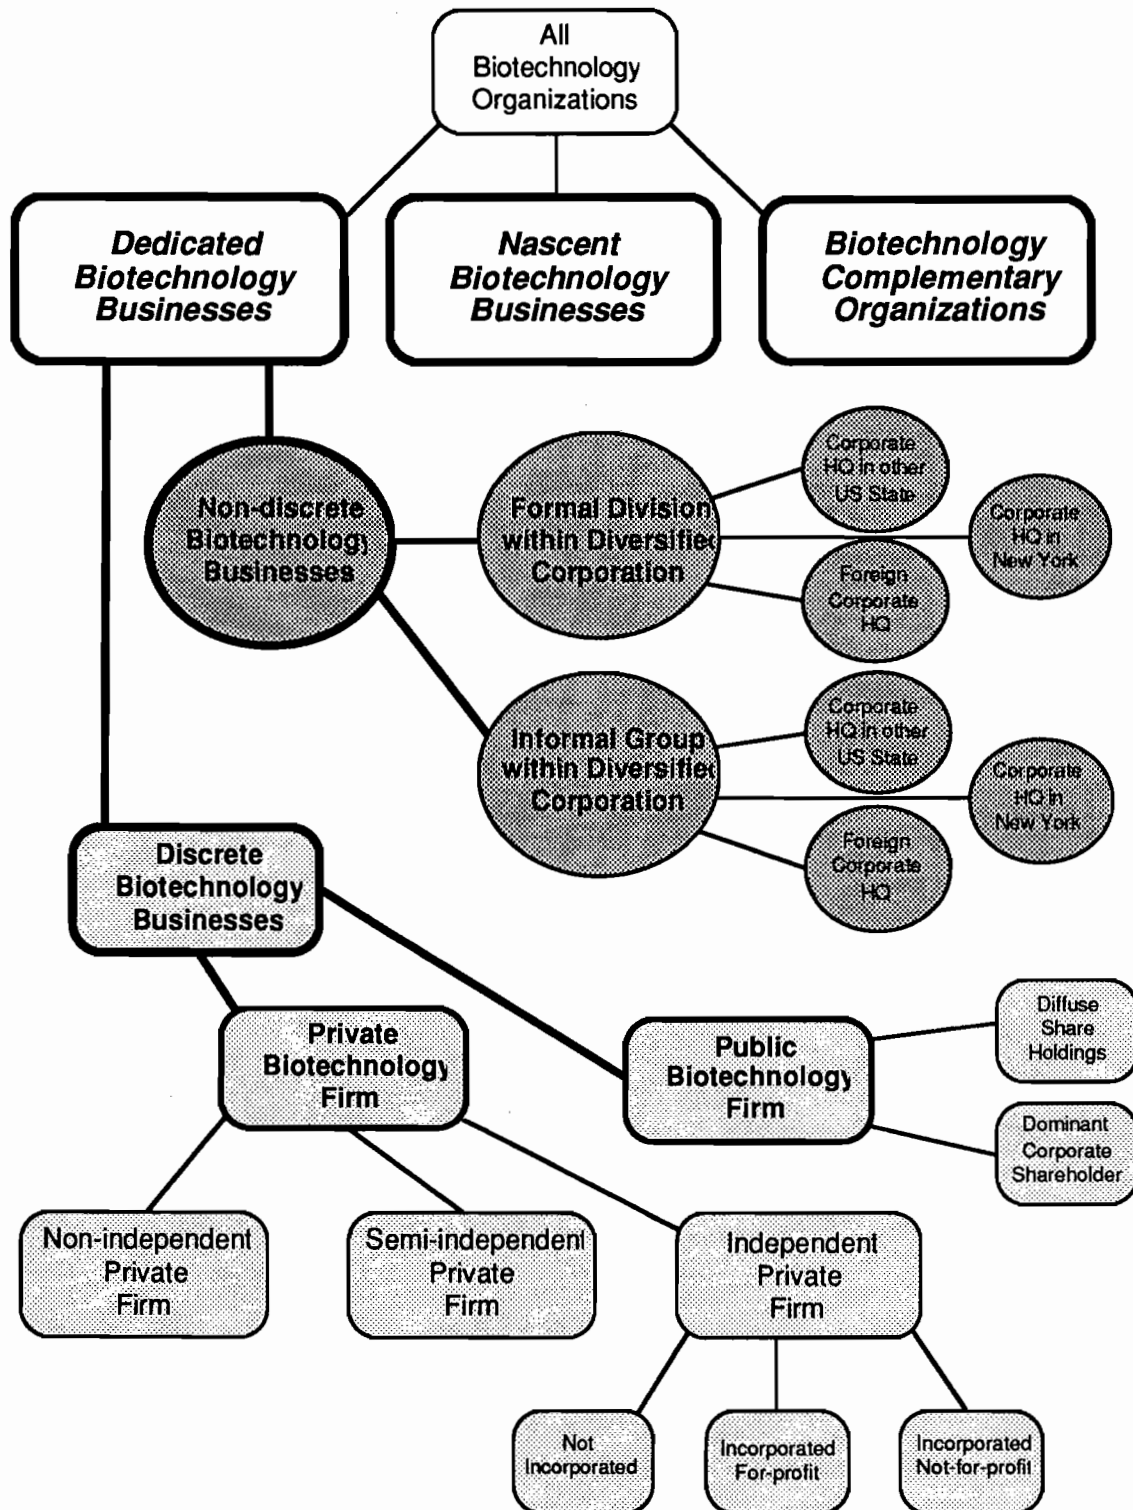 All
Biotechnology
Organizations
Dedicated
Biotechnology
Businesses
Nascent
Biotechnology
Businesses
Biotechnology
Complementary
Organizations
Non-discrete
Biotechnology
Businesses
Formal Division
within Diversified
Corporation
Corporate
HQ in other
US State
Corporate
HQ in
New York
Foreign
Corporate
HQ
Informal Group
within Diversified
Corporation
Corporate
HQ in other
US State
Corporate
HQ in
New York
Foreign
Corporate
HQ
Discrete
Biotechnology
Businesses
Private
Biotechnology
Firm
Public
Biotechnology
Firm
Diffuse
Share
Holdings
Dominant
Corporate
Shareholder
Non-independent
Private
Firm
Semi-independent
Private
Firm
Independent
Private
Firm
Not
Incorporated
Incorporated
For-profit
Incorporated
Not-for-profit